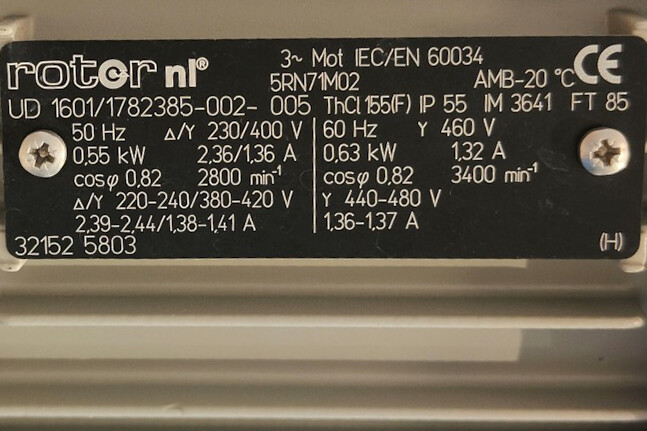 rotor nl®
3~ Mot IEC/EN 60034
5RN71M02 AMB-20 °C CE
UD 1601/1782385-002- 005 ThCl 155(F) IP 55 IM 3641 FT 85
50 Hz Δ/Y 230/400 V
0,55 kW 2,36/1,36 A
cosφ 0,82 2800 min⁻¹
Δ/Y 220-240/380-420 V
2,39-2,44/1,38-1,41 A
60 Hz Y 460 V
0,63 kW 1,32 A
cosφ 0,82 3400 min⁻¹
Y 440-480 V
1,36-1,37 A
32152 5803 (H)